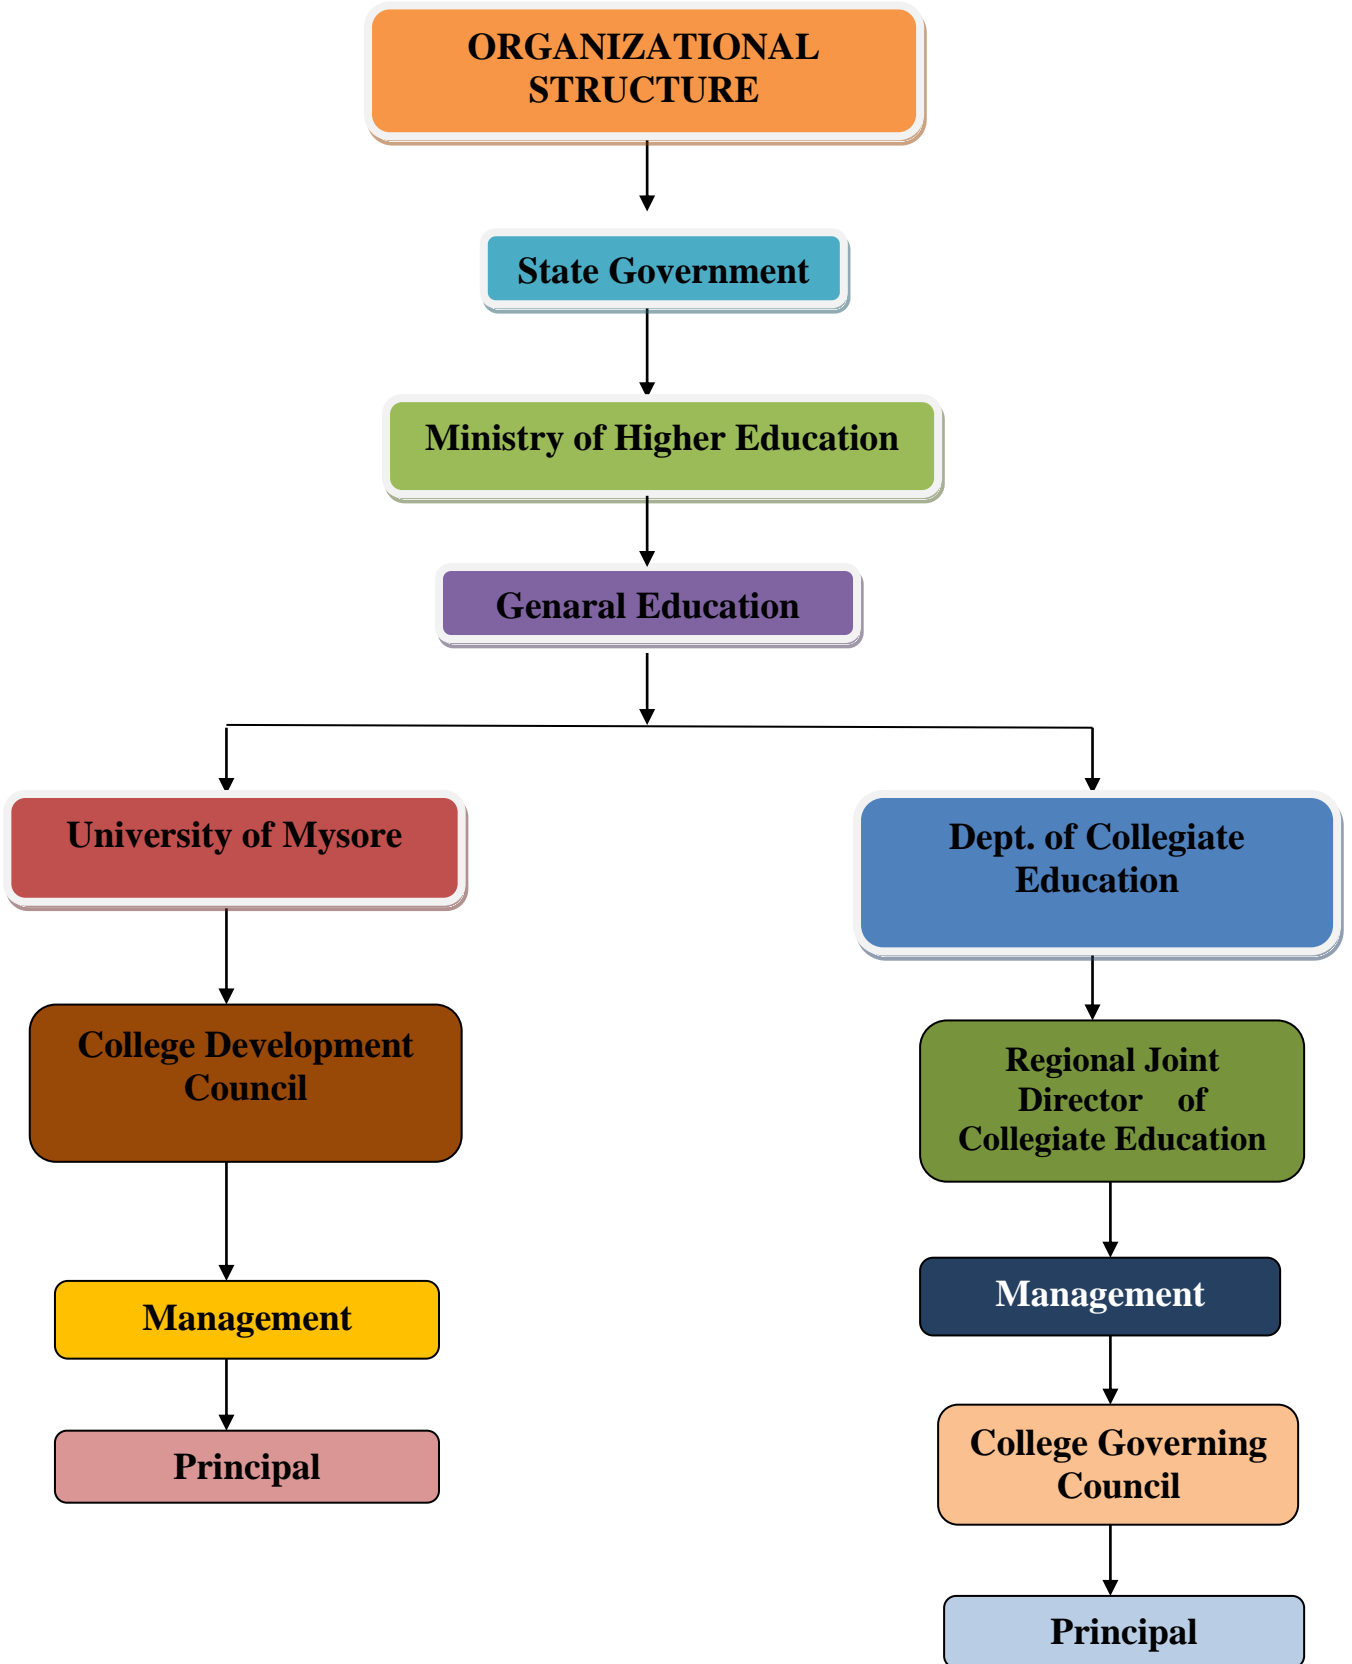 ORGANIZATIONAL
STRUCTURE
State Government
Ministry of Higher Education
Genaral Education
University of Mysore
College Development
Council
Management
Principal
Dept. of Collegiate
Education
Regional Joint
Director of
Collegiate Education
Management
College Governing
Council
Principal